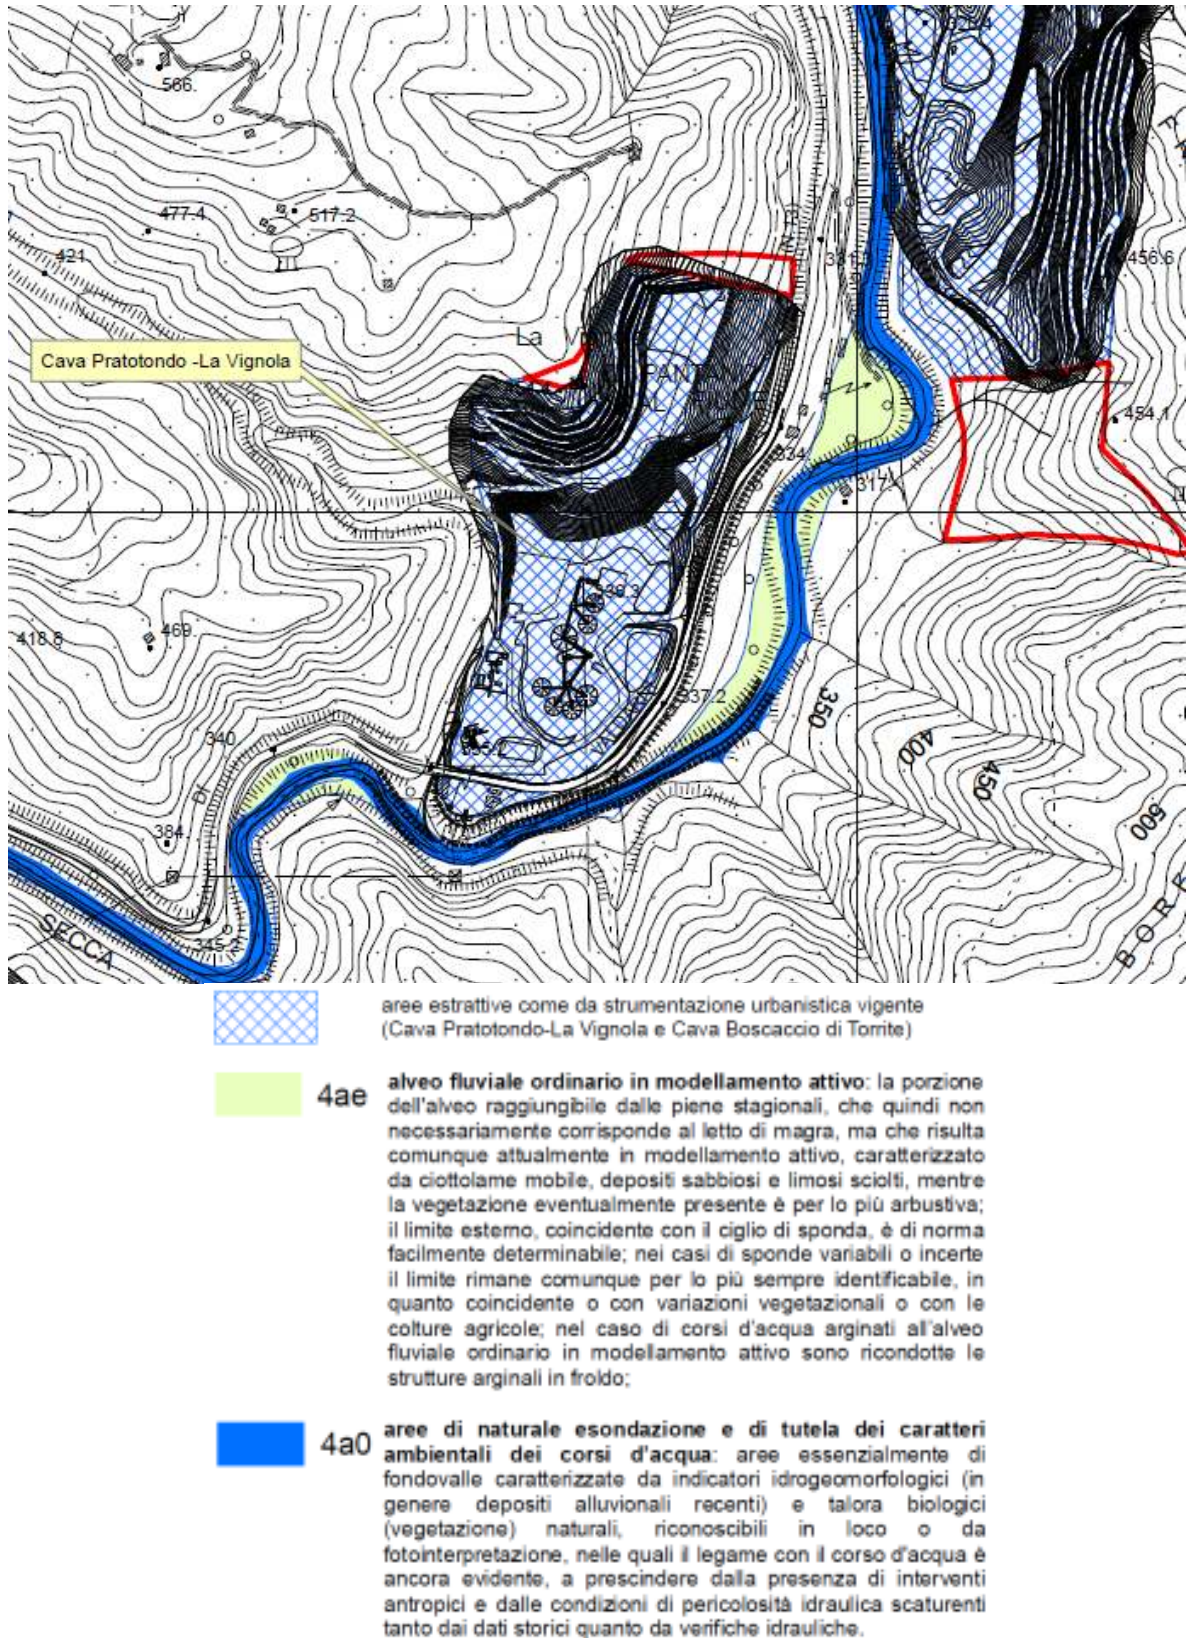 566.
477.4
517.2
421
331.3
456.6
La V
Cava Pratotondo -La Vignola
454.1
334
317.
338.3
418.8
469.
337.2
350
400
450
500
340
DI
384.
345.2
SECCA
BORR
aree estrattive come da strumentazione urbanistica vigente
(Cava Pratotondo-La Vignola e Cava Boscaccio di Torrite)
4ae
alveo fluviale ordinario in modellamento attivo: la porzione
dell'alveo raggiungibile dalle piene stagionali, che quindi non
necessariamente corrisponde al letto di magra, ma che risulta
comunque attualmente in modellamento attivo, caratterizzato
da ciottolame mobile, depositi sabbiosi e limosi sciolti, mentre
la vegetazione eventualmente presente è per lo più arbustiva;
il limite esterno, coincidente con il ciglio di sponda, è di norma
facilmente determinabile; nei casi di sponde variabili o incerte
il limite rimane comunque per lo più sempre identificabile, in
quanto coincidente o con variazioni vegetazionali o con le
colture agricole; nel caso di corsi d'acqua arginati all'alveo
fluviale ordinario in modellamento attivo sono ricondotte le
strutture arginali in froldo;
4a0
aree di naturale esondazione e di tutela dei caratteri
ambientali dei corsi d'acqua: aree essenzialmente di
fondovalle caratterizzate da indicatori idrogeomorfologici (in
genere depositi alluvionali recenti) e talora biologici
(vegetazione) naturali, riconoscibili in loco o da
fotointerpretazione, nelle quali il legame con il corso d'acqua è
ancora evidente, a prescindere dalla presenza di interventi
antropici e dalle condizioni di pericolosità idraulica scaturenti
tanto dai dati storici quanto da verifiche idrauliche.